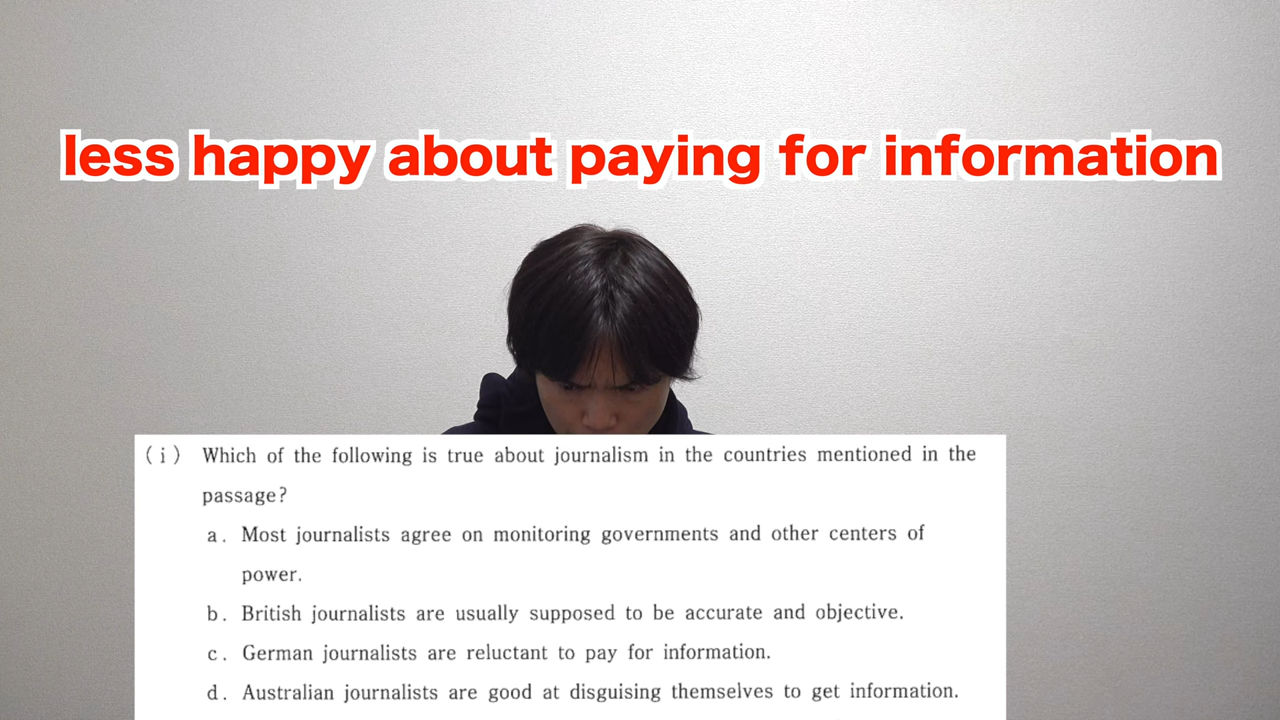 less happy about paying for information
(i) Which of the following is true about journalism in the countries mentioned in the
passage?
a. Most journalists agree on monitoring governments and other centers of
power.
b. British journalists are usually supposed to be accurate and objective.
c. German journalists are reluctant to pay for information.
d. Australian journalists are good at disguising themselves to get information.